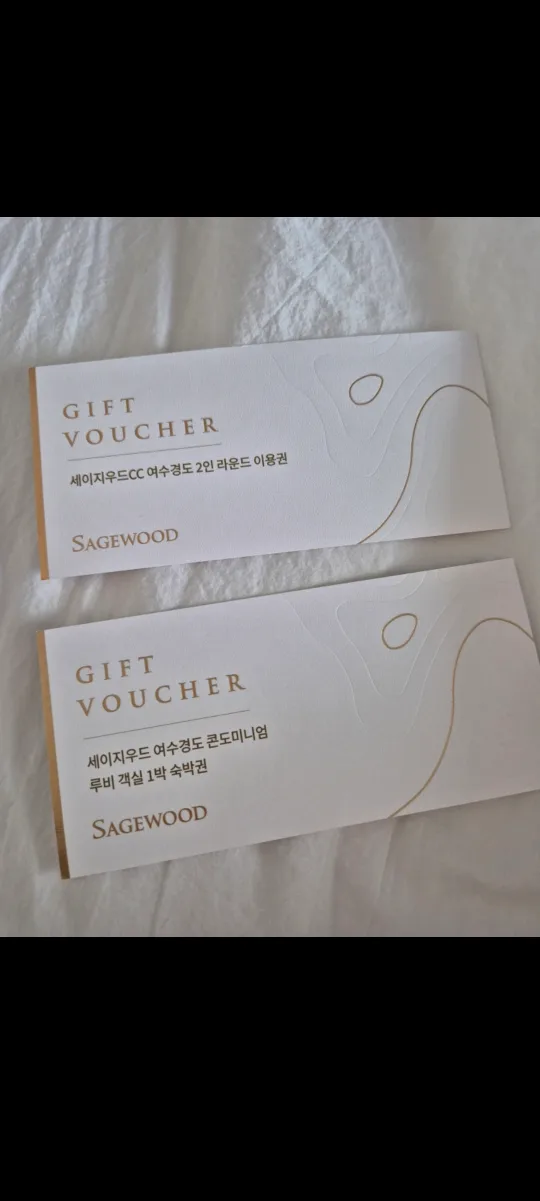 GIFT
VOUCHER
세이지우드CC 여수경도 2인 라운드 이용권
SAGEWOOD
GIFT
VOUCHER
세이지우드 여수경도 콘도미니엄
루비 객실 1박 숙박권
SAGEWOOD